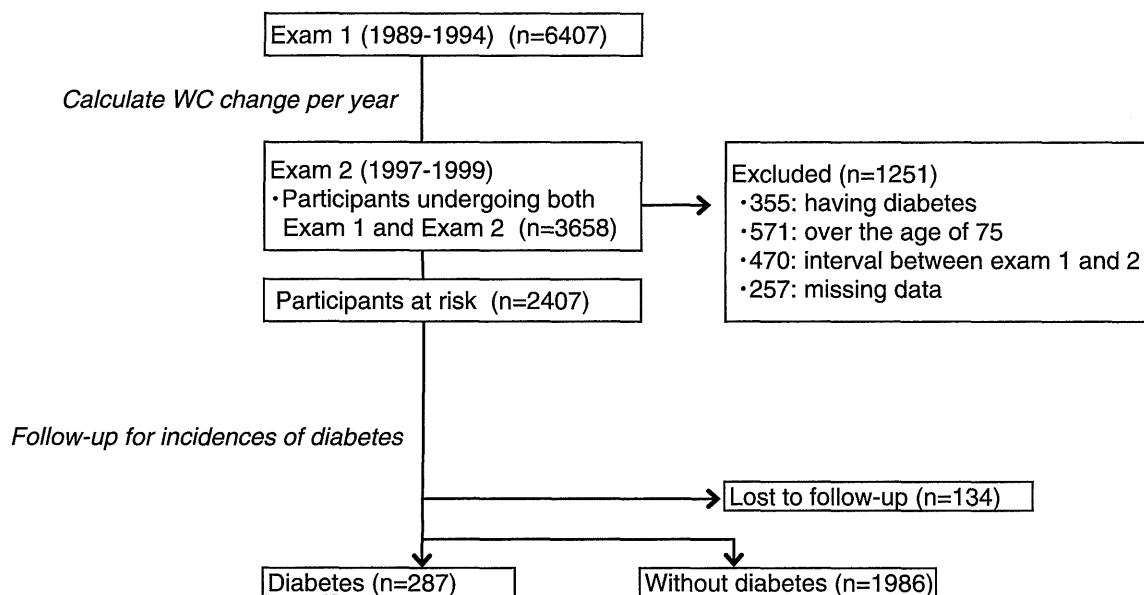 Exam 1 (1989-1994) (n=6407)
Calculate WC change per year
Exam 2 (1997-1999)
・Participants undergoing both
Exam 1 and Exam 2 (n=3658)
Excluded (n=1251)
・355: having diabetes
・571: over the age of 75
・470: interval between exam 1 and 2
・257: missing data
Participants at risk (n=2407)
Follow-up for incidences of diabetes
Lost to follow-up (n=134)
Diabetes (n=287)
Without diabetes (n=1986)